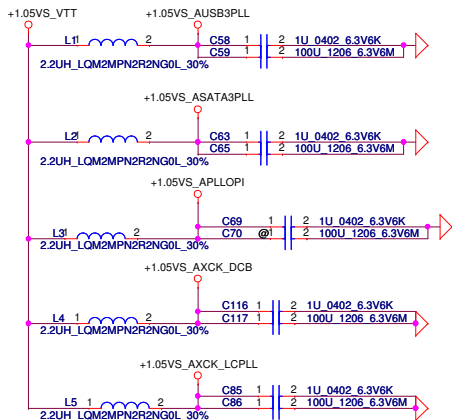 +1.05VS_VTT +1.05VS_AUSB3PLL
L1 1 2 C58 1 2 1U_0402_6.3V6K
C59 1 2 100U_1206_6.3V6M
2.2UH_LQM2MPN2R2NG0L_30%
+1.05VS_ASATA3PLL
L2 1 2 C63 1 2 1U_0402_6.3V6K
C65 1 2 100U_1206_6.3V6M
2.2UH_LQM2MPN2R2NG0L_30%
+1.05VS_APLLOPI
C69 1 2 1U_0402_6.3V6K
L3 1 2 C70 @ 1 2 100U_1206_6.3V6M
2.2UH_LQM2MPN2R2NG0L_30%
+1.05VS_AXCK_DCB
C116 1 2 1U_0402_6.3V6K
L4 1 2 C117 1 2 100U_1206_6.3V6M
2.2UH_LQM2MPN2R2NG0L_30%
+1.05VS_AXCK_LCPLL
C85 1 2 1U_0402_6.3V6K
L5 1 2 C86 1 2 100U_1206_6.3V6M
2.2UH_LQM2MPN2R2NG0L_30%